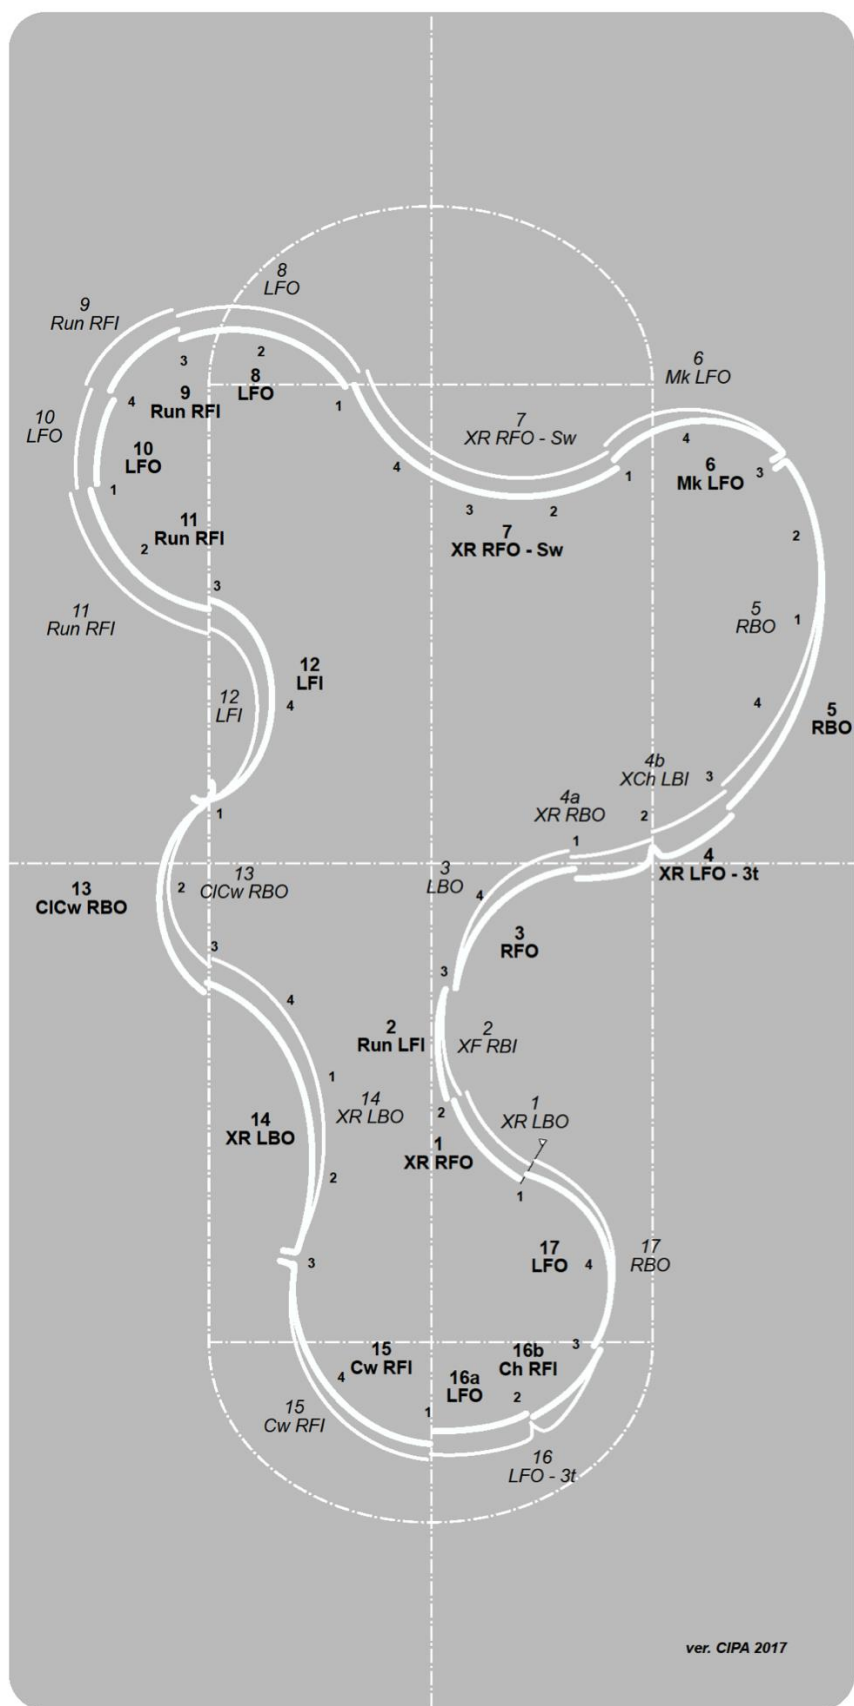 8
LFO
9
Run RFI
6
Mk LFO
3
2
8
LFO
4
9
Run RFI
1
10
LFO
7
XR RFO - Sw
4
10
LFO
4
6
Mk LFO
3
1
1
3
2
7
XR RFO - Sw
11
Run RFI
2
2
3
11
Run RFI
5
RBO
1
12
LFI
12
LFI
4
4
5
RBO
4b
XCh LBI
3
4a
XR RBO
2
1
1
4
XR LFO - 3t
13
ClCw RBO
2
13
ClCw RBO
3
LBO
4
3
RFO
3
3
4
2
Run LFI
2
XF RBI
1
14
XR LBO
14
XR LBO
2
1
XR RFO
1
XR LBO
2
1
17
LFO
4
17
RBO
3
15
Cw RFI
4
16a
LFO
16b
Ch RFI
3
2
1
15
Cw RFI
16
LFO - 3t
ver. CIPA 2017